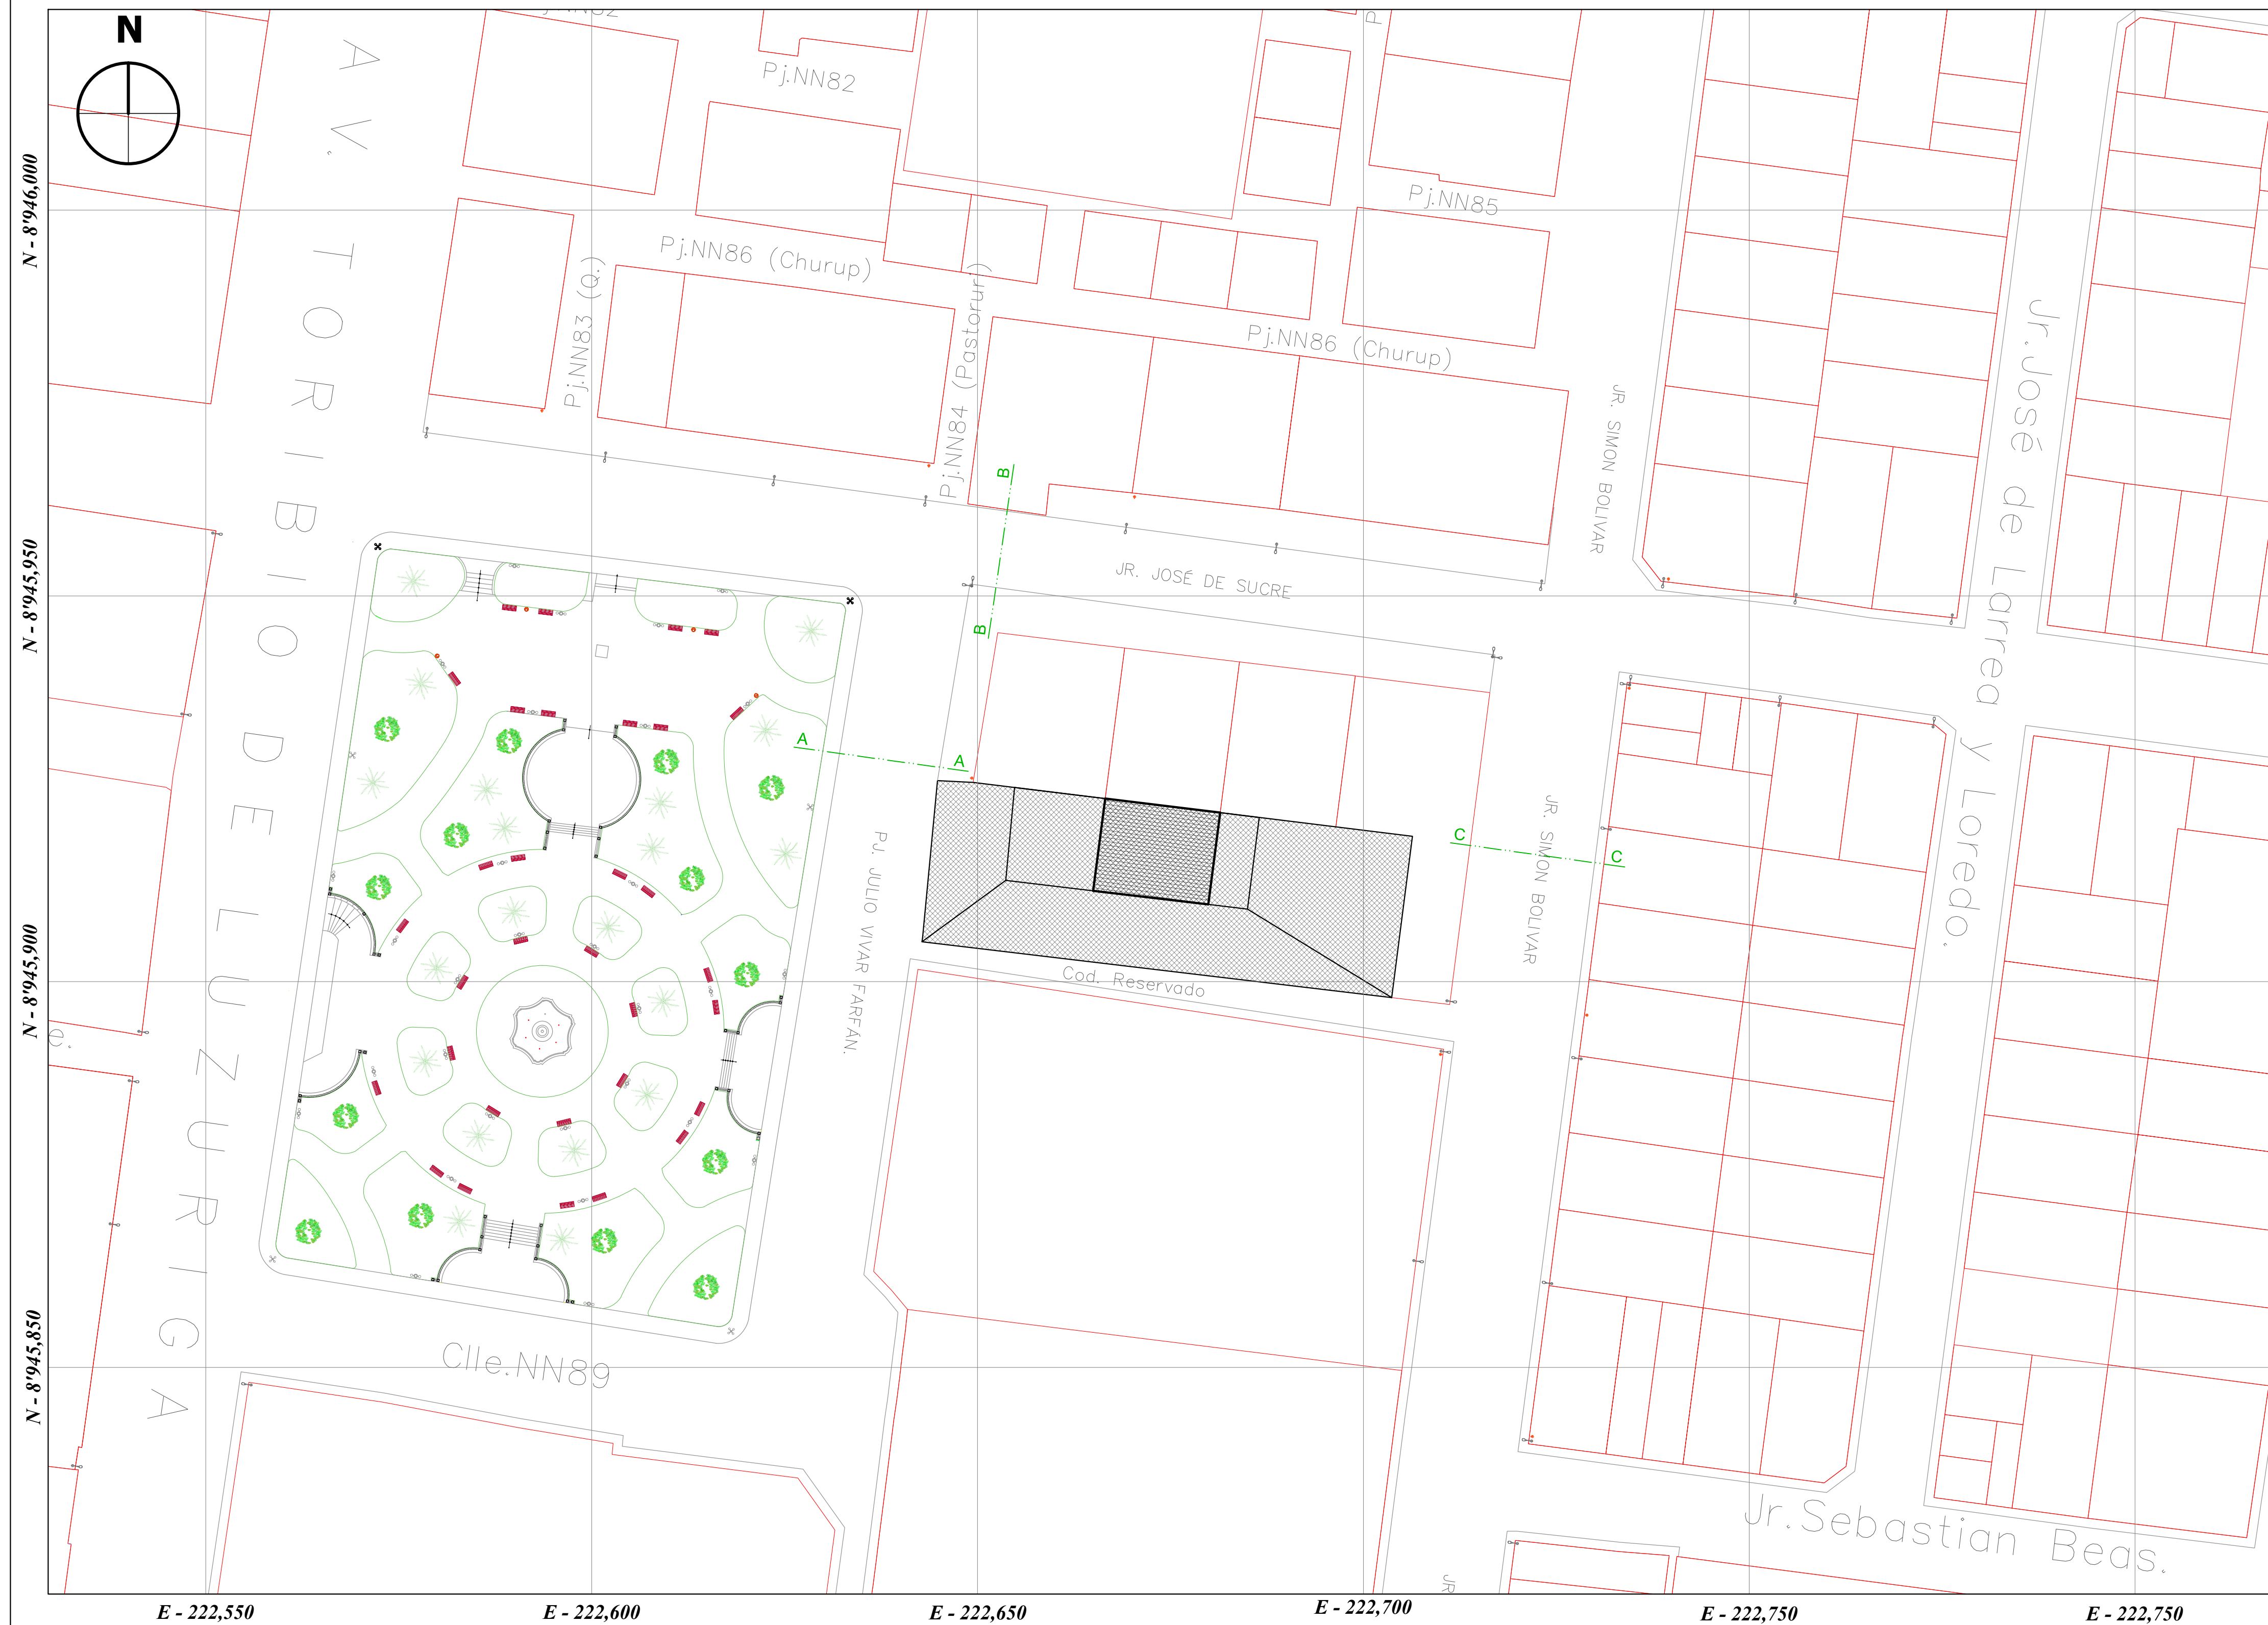 N
Pj.NN82
Pj.NN85
Pj.NN86 (Churup)
Pj.NN83 (Q.)
Pj.NN84 (Pastoruri)
Pj.NN86 (Churup)
AV. TORIBIO DE LUZURIGA
JR. SIMON BOLIVAR
Jr.José de Larrea y Loredo.
B
B
JR. JOSÉ DE SUCRE
A
A
C
C
PJ. JULIO VIVAR FARFÁN.
JR. SIMON BOLIVAR
Cod. Reservado
e.
Clle.NN89
Jr.Sebastian Beas.
JR
P
N - 8'946,000
N - 8'945,950
N - 8'945,900
N - 8'945,850
E - 222,550
E - 222,600
E - 222,650
E - 222,700
E - 222,750
E - 222,750